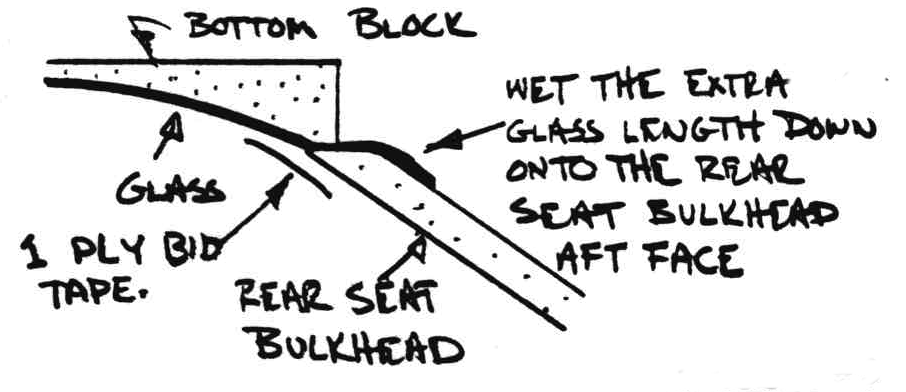 BOTTOM BLOCK
WET THE EXTRA
GLASS LENGTH DOWN
ONTO THE REAR
SEAT BULKHEAD
AFT FACE
GLASS
1 PLY BID
TAPE.
REAR SEAT
BULKHEAD